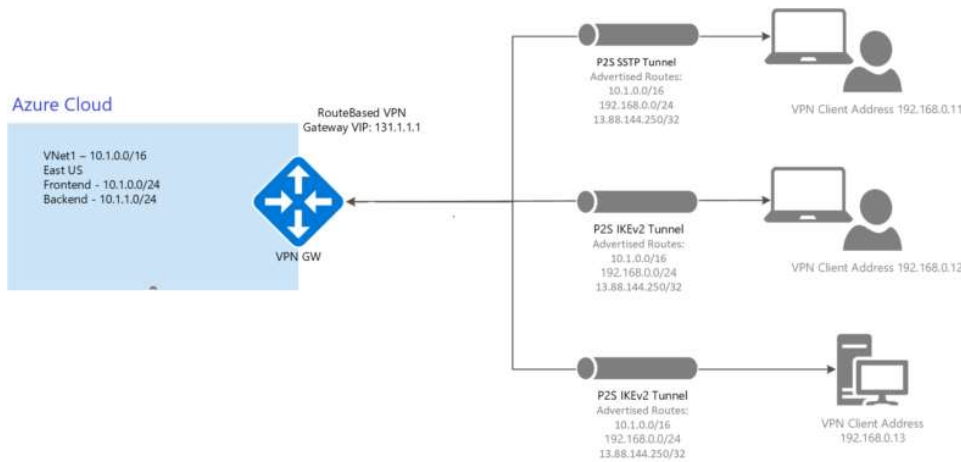 P2S SSTP Tunnel
Advertised Routes:
10.1.0.0/16
192.168.0.0/24
13.88.144.250/32
VPN Client Address 192.168.0.11
Azure Cloud
RouteBased VPN
Gateway VIP: 131.1.1.1
VNet1 – 10.1.0.0/16
East US
Frontend - 10.1.0.0/24
Backend - 10.1.1.0/24
VPN GW
P2S IKEv2 Tunnel
Advertised Routes:
10.1.0.0/16
192.168.0.0/24
13.88.144.250/32
VPN Client Address 192.168.0.12
P2S IKEv2 Tunnel
Advertised Routes:
10.1.0.0/16
192.168.0.0/24
13.88.144.250/32
VPN Client Address
192.168.0.13